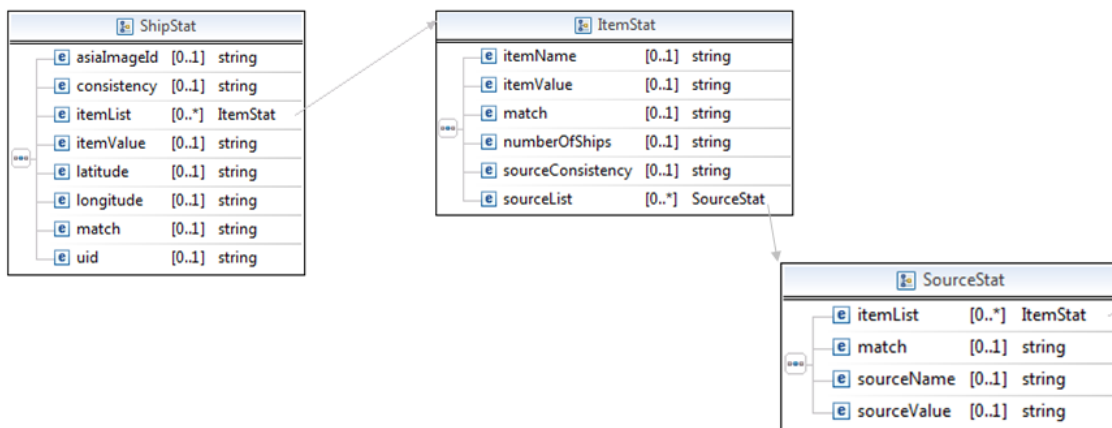 ShipStat
asiaImageId [0..1] string
consistency [0..1] string
itemList [0..*] ItemStat
itemValue [0..1] string
latitude [0..1] string
longitude [0..1] string
match [0..1] string
uid [0..1] string
ItemStat
itemName [0..1] string
itemValue [0..1] string
match [0..1] string
numberOfShips [0..1] string
sourceConsistency [0..1] string
sourceList [0..*] SourceStat
SourceStat
itemList [0..*] ItemStat
match [0..1] string
sourceName [0..1] string
sourceValue [0..1] string